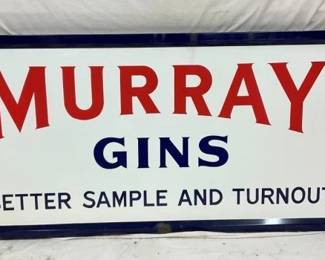 MURRAY
GINS
BETTER SAMPLE AND TURNOUT